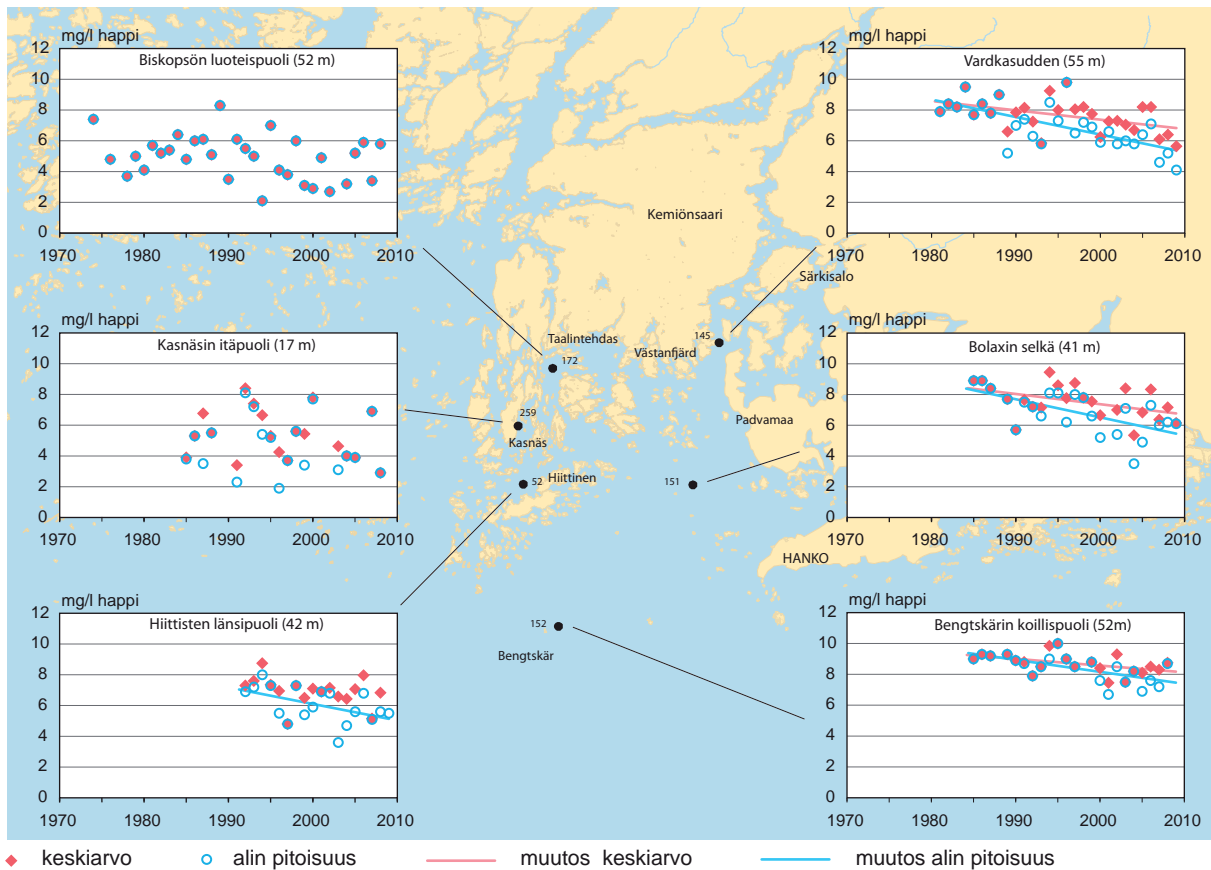 mg/l happi
Biskopsön luoteispuoli (52 m)
12
10
8
6
4
2
0
1970 1980 1990 2000 2010
mg/l happi
Vardkasudden (55 m)
12
10
8
6
4
2
0
1970 1980 1990 2000 2010
Kemiönsaari
Särkisalo
mg/l happi
Kasnäsin itäpuoli (17 m)
12
10
8
6
4
2
0
1970 1980 1990 2000 2010
Taalintehdas
172
Västanfjärd
145
259
Kasnäs
Padvamaa
52
Hiittinen
151
HANKO
mg/l happi
Bolaxin selkä (41 m)
12
10
8
6
4
2
0
1970 1980 1990 2000 2010
mg/l happi
Hiittisten länsipuoli (42 m)
12
10
8
6
4
2
0
1970 1980 1990 2000 2010
152
Bengtskär
mg/l happi
Bengtskärin koillispuoli (52m)
12
10
8
6
4
2
0
1970 1980 1990 2000 2010
keskiarvo alin pitoisuus muutos keskiarvo muutos alin pitoisuus